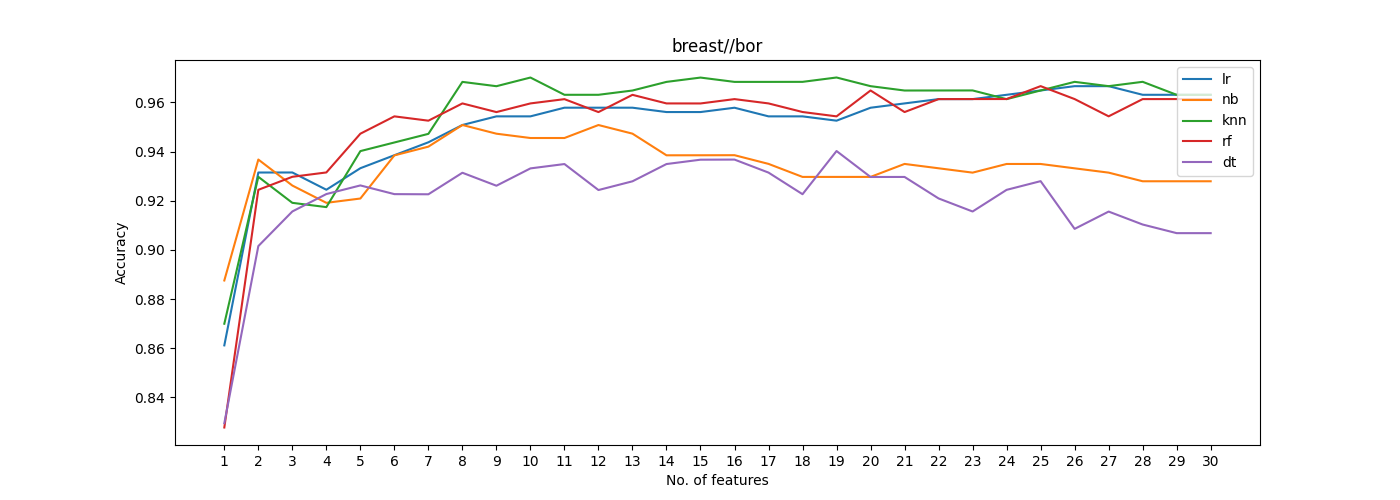 breast//bor
lr
nb
knn
rf
dt
Accuracy
0.96
0.94
0.92
0.90
0.88
0.86
0.84
1 2 3 4 5 6 7 8 9 10 11 12 13 14 15 16 17 18 19 20 21 22 23 24 25 26 27 28 29 30
No. of features